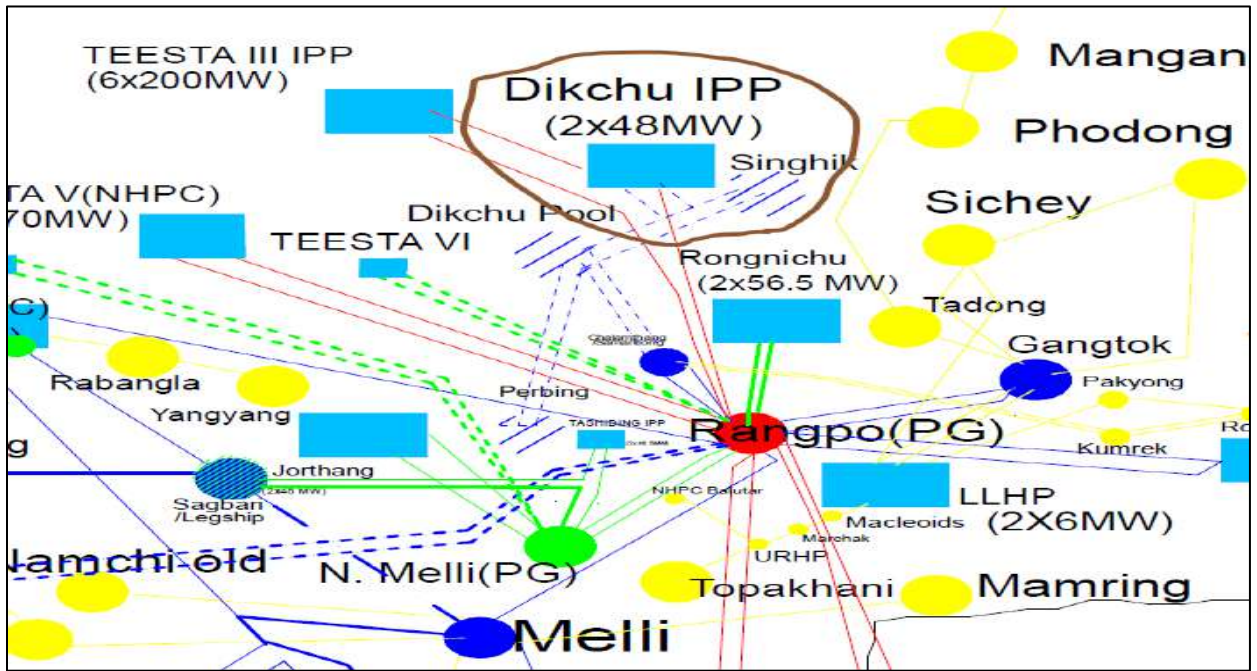 TEESTA III IPP
(6x200MW)
Dikchu IPP
(2x48MW)
Singhik
Mangan
Phodong
TA V(NHPC)
70MW)
Dikchu Pool
TEESTA VI
Sichey
Rongnichu
(2x56.5 MW)
Tadong
C)
Gangtok
Rabangla
Perbing
Pakyong
Yangyang
TASHIDING IPP
Rangpo(PG)
Kumrek
g
Jorthang
Sagbari
/Legship
NHPC Balutar
LLHP
(2X6MW)
Macleoids
Marchak
URHP
Namchi old
N. Melli(PG)
Topakhani
Mamring
Melli